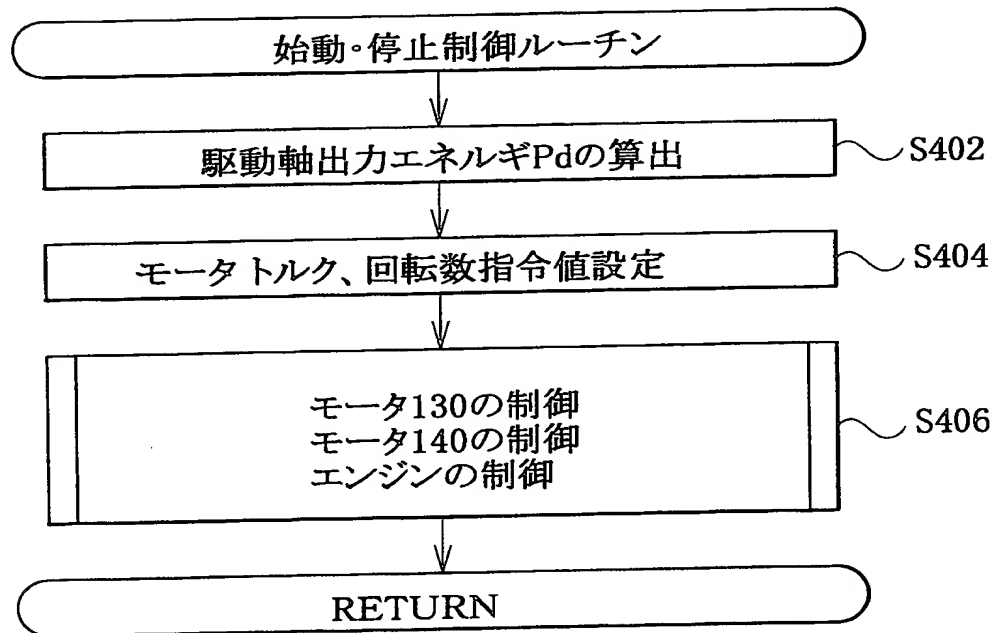 始動・停止制御ルーチン
駆動軸出力エネルギPdの算出
S402
モータトルク、回転数指令値設定
S404
モータ130の制御
モータ140の制御
エンジンの制御
S406
RETURN